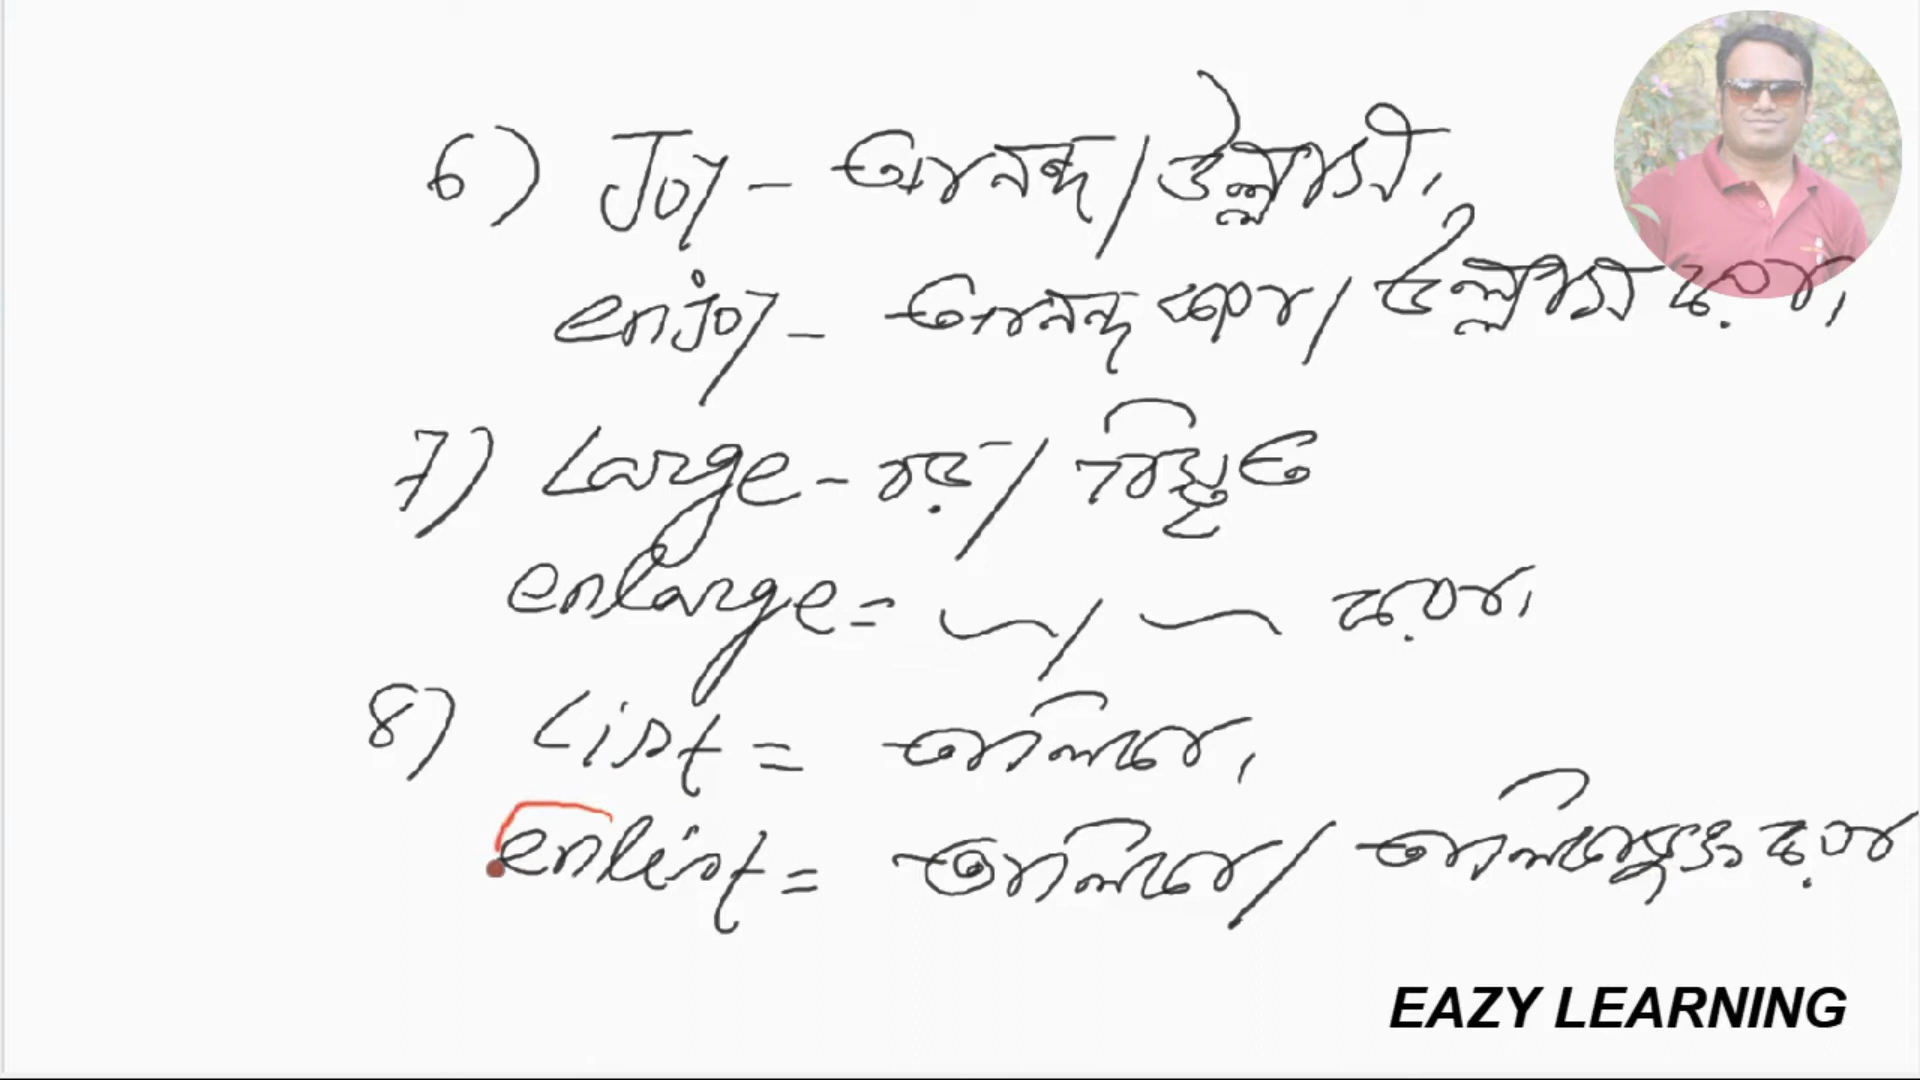 6) Joy - আনন্দ / উল্লাস,
enjoy - আনন্দ করা / উল্লাস করা,
7) Large - বড় / বিস্তৃত
enlarge = করা,
8) List = তালিকা,
enlist = তালিকা / তালিকাভুক্ত করা
EAZY LEARNING